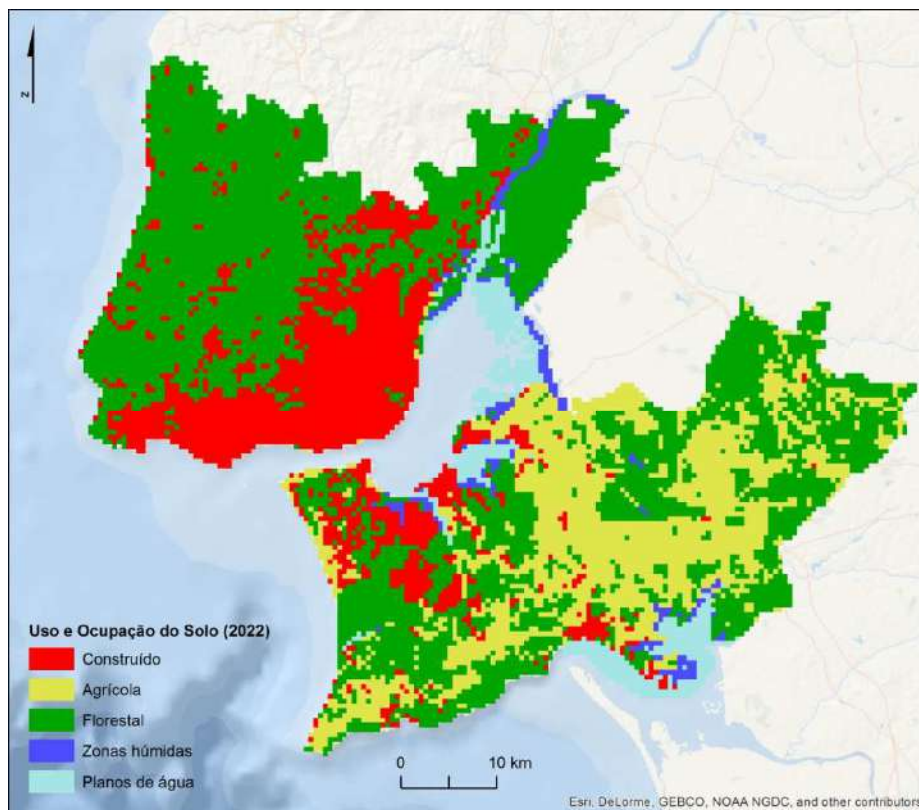 N
Uso e Ocupação do Solo (2022)
Construído
Agrícola
Florestal
Zonas húmidas
Planos de água
0 10 km
Esri, DeLorme, GEBCO, NOAA NGDC, and other contributors